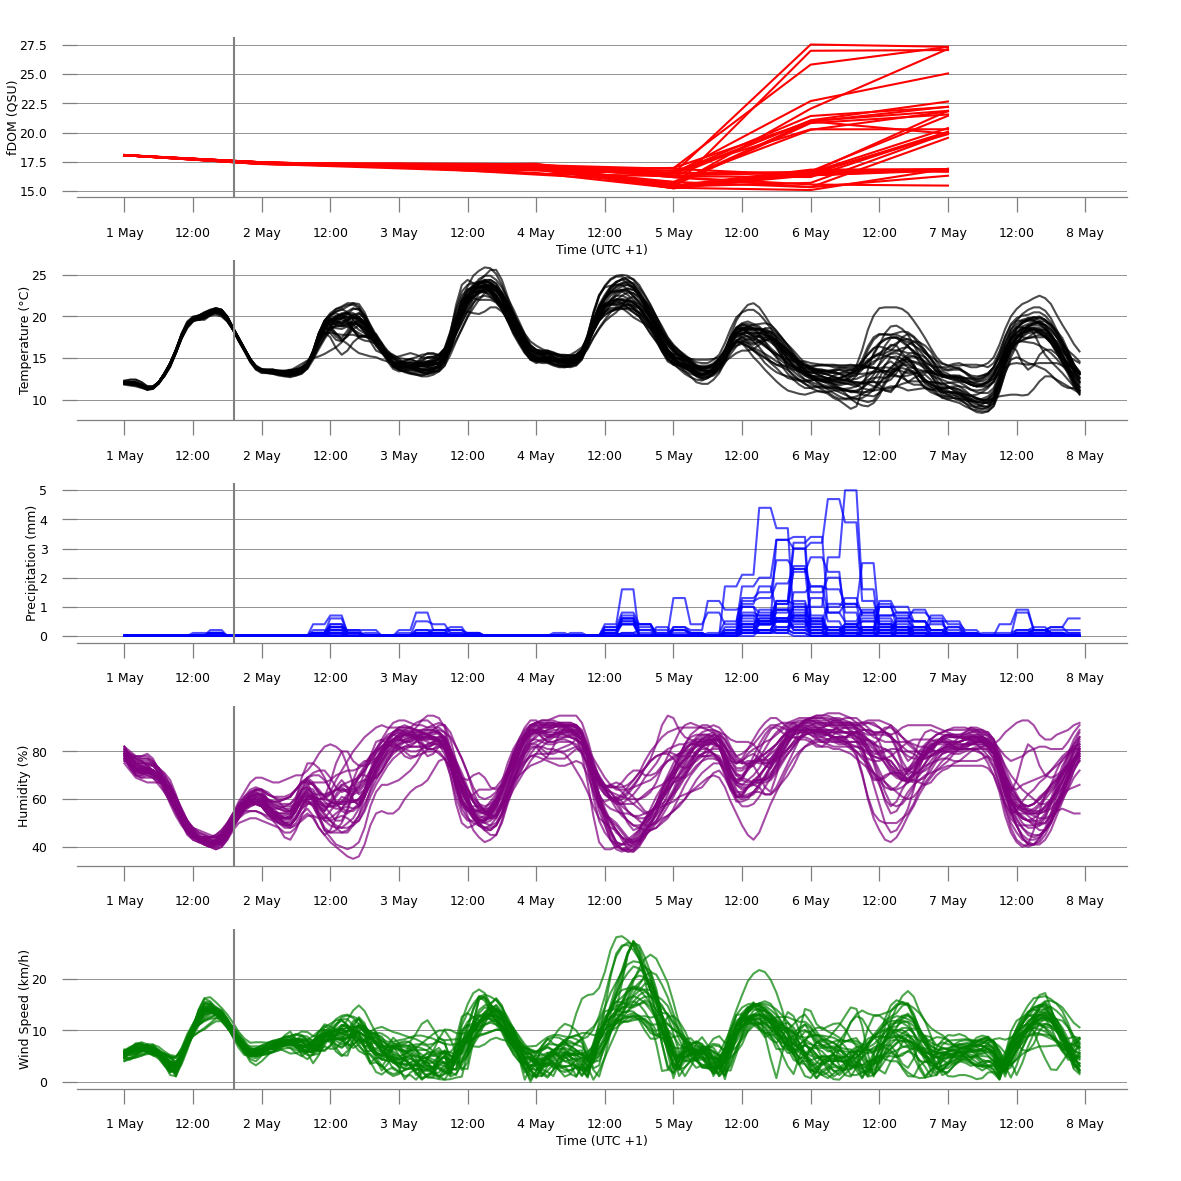 fDOM (QSU)
27.5
25.0
22.5
20.0
17.5
15.0
1 May 12:00 2 May 12:00 3 May 12:00 4 May 12:00 5 May 12:00 6 May 12:00 7 May 12:00 8 May
Time (UTC +1)
Temperature (°C)
25
20
15
10
1 May 12:00 2 May 12:00 3 May 12:00 4 May 12:00 5 May 12:00 6 May 12:00 7 May 12:00 8 May
Precipitation (mm)
5
4
3
2
1
0
1 May 12:00 2 May 12:00 3 May 12:00 4 May 12:00 5 May 12:00 6 May 12:00 7 May 12:00 8 May
Humidity (%)
80
60
40
1 May 12:00 2 May 12:00 3 May 12:00 4 May 12:00 5 May 12:00 6 May 12:00 7 May 12:00 8 May
Wind Speed (km/h)
20
10
0
1 May 12:00 2 May 12:00 3 May 12:00 4 May 12:00 5 May 12:00 6 May 12:00 7 May 12:00 8 May
Time (UTC +1)